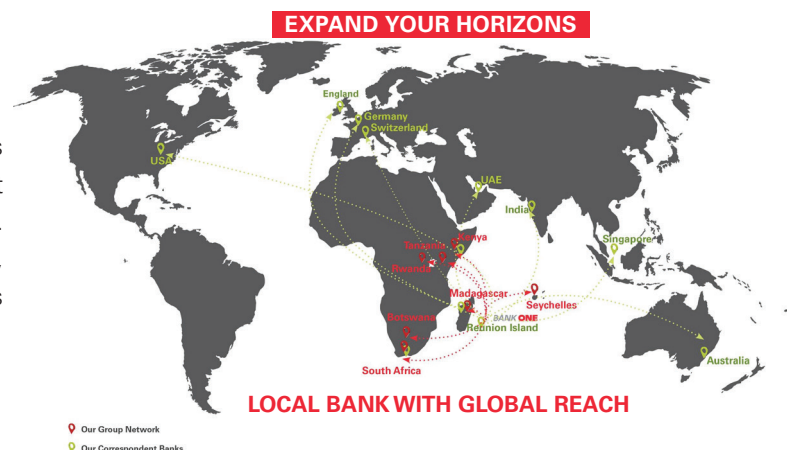 EXPAND YOUR HORIZONS
England
Germany
Switzerland
USA
UAE
India
Singapore
Kenya
Tanzania
Rwanda
Madagascar
Seychelles
BANK ONE
Reunion Island
Botswana
South Africa
Australia
LOCAL BANK WITH GLOBAL REACH
Our Group Network
Our Correspondent Banks